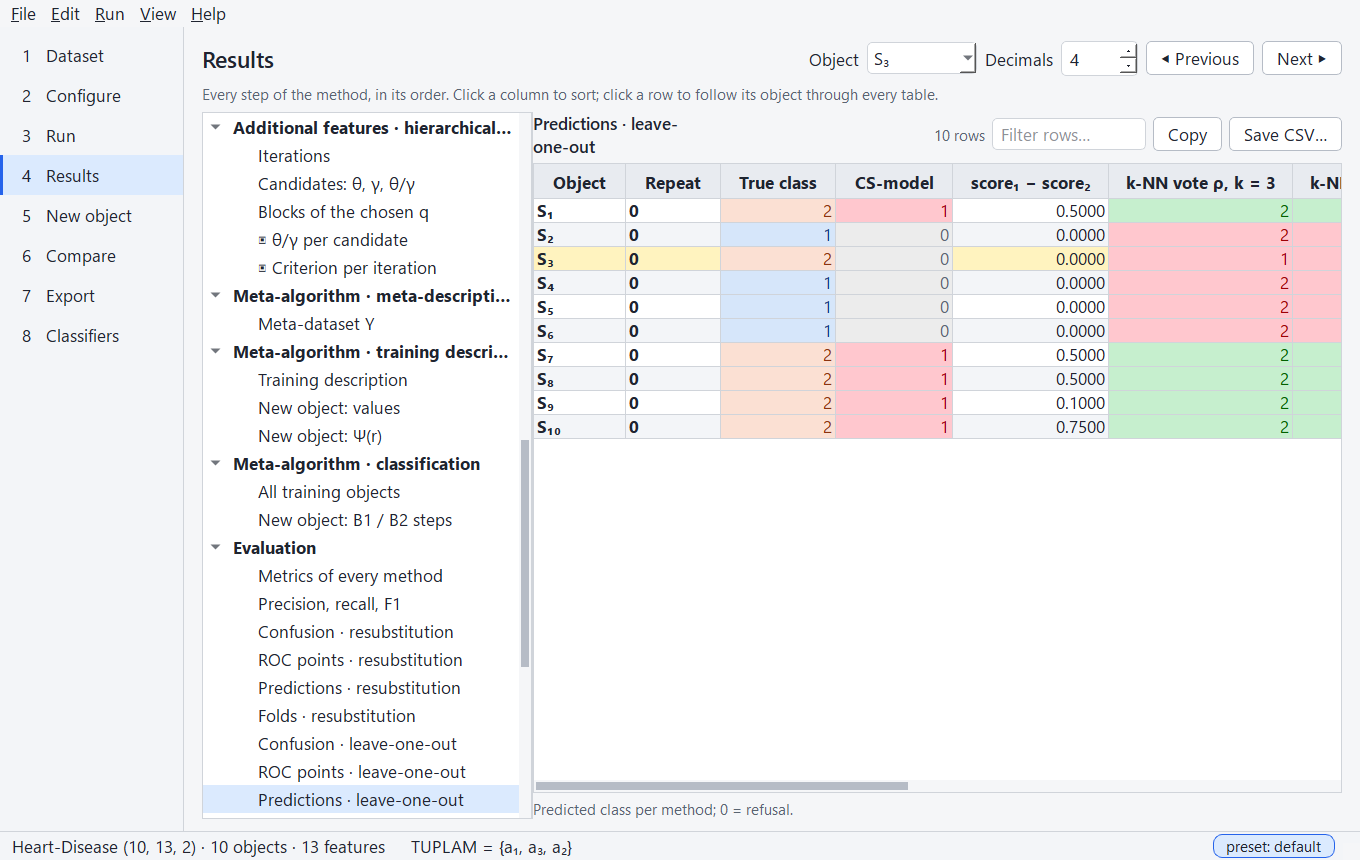 File Edit Run View Help
1 Dataset
2 Configure
3 Run
4 Results
5 New object
6 Compare
7 Export
8 Classifiers
Results
Object S₃ Decimals 4 Previous Next
Every step of the method, in its order. Click a column to sort; click a row to follow its object through every table.
Additional features · hierarchical...
Iterations
Candidates: θ, γ, θ/γ
Blocks of the chosen q
θ/γ per candidate
Criterion per iteration
Meta-algorithm · meta-descripti...
Meta-dataset Y
Meta-algorithm · training descri...
Training description
New object: values
New object: Ψ(r)
Meta-algorithm · classification
All training objects
New object: B1 / B2 steps
Evaluation
Metrics of every method
Precision, recall, F1
Confusion · resubstitution
ROC points · resubstitution
Predictions · resubstitution
Folds · resubstitution
Confusion · leave-one-out
ROC points · leave-one-out
Predictions · leave-one-out
Predictions · leave-
one-out
10 rows Filter rows... Copy Save CSV...
Object Repeat True class CS-model score₁ − score₂ k-NN vote ρ, k = 3 k-N
S₁ 0 2 1 0.5000 2
S₂ 0 1 0 0.0000 2
S₃ 0 2 0 0.0000 1
S₄ 0 1 0 0.0000 2
S₅ 0 1 0 0.0000 2
S₆ 0 1 0 0.0000 2
S₇ 0 2 1 0.5000 2
S₈ 0 2 1 0.5000 2
S₉ 0 2 1 0.1000 2
S₁₀ 0 2 1 0.7500 2
Predicted class per method; 0 = refusal.
Heart-Disease (10, 13, 2) · 10 objects · 13 features TUPLAM = {a₁, a₃, a₂} preset: default